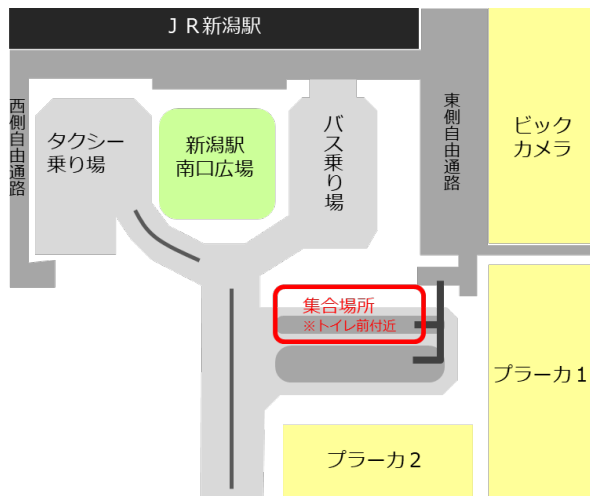 ＪＲ新潟駅
西側自由通路
タクシー
乗り場
新潟駅
南口広場
バス乗り場
東側自由通路
ビック
カメラ
集合場所
※トイレ前付近
プラーカ１
プラーカ２